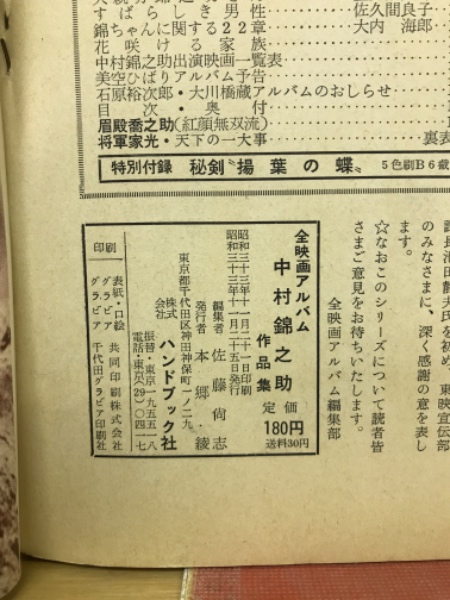 すばらしき男性………………佐久間良子
錦ちゃんに関する22章………………大内 海郎
花咲ける家族………………
中村錦之助出演映画一覧表………………
美空ひばりアルバム予告………………
石原裕次郎・大川橋蔵アルバムのおしらせ……
目次・奥付………………
眉殿喬之助(紅顔無双流)………………
将軍家光・天下の一大事………………裏表
特別付録 秘剣〝揚葉の蝶〟 5色刷B6
のみなさまに、深く感謝の意を表し
ます。
☆なおこのシリーズについて読者皆
さまご意見をお待ちいたします。
全映画アルバム編集部
全映画アルバム
中村錦之助
作品集
定価 180円
送料30円
昭和三十三年十一月二十一日印刷
昭和三十三年十一月二十五日発行
編集者 佐藤尚志
発行者 本郷綾
株式会社 ハンドブック社
東京都千代田区神田神保町一ノ二九
振替・東京一九五五一八
電話・東京(29)〇四一七
印刷
表紙・口絵
グラビア 共同印刷株式会社
グラビア 千代田グラビア印刷社